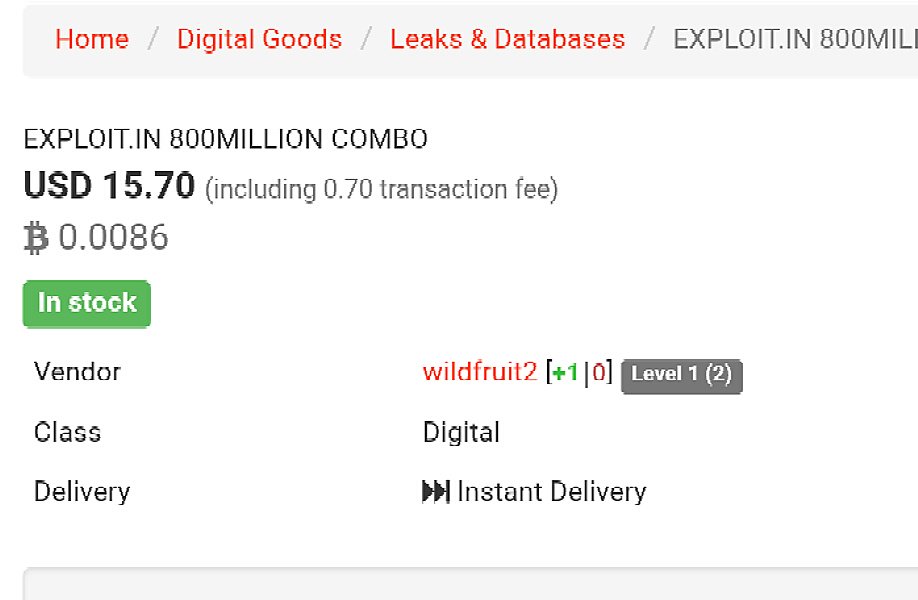 Home / Digital Goods / Leaks & Databases / EXPLOIT.IN 800MILL
EXPLOIT.IN 800MILLION COMBO
USD 15.70 (including 0.70 transaction fee)
₿ 0.0086
In stock
Vendor wildfruit2 [+1|0] Level 1 (2)
Class Digital
Delivery Instant Delivery